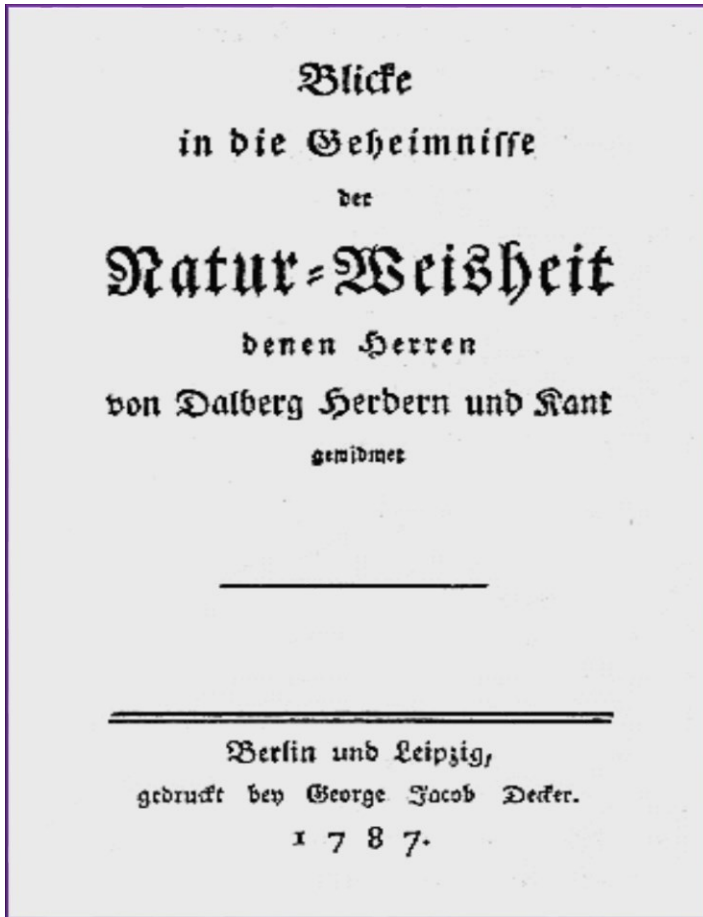 Blicke
in die Geheimniſſe
der
Natur-Weisheit
denen Herren
von Dalberg Herdern und Kant
gewidmet
Berlin und Leipzig,
gedruckt bey George Jacob Decker.
1787.